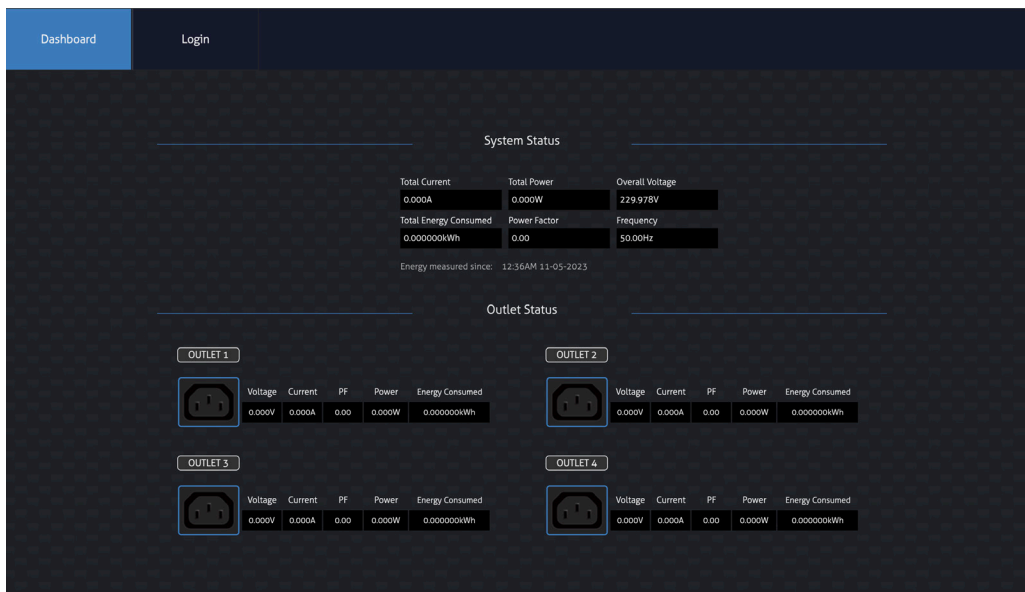 Dashboard Login
System Status
Total Current Total Power Overall Voltage
0.000A 0.000W 229.978V
Total Energy Consumed Power Factor Frequency
0.000000kWh 0.00 50.00Hz
Energy measured since: 12:36AM 11-05-2023
Outlet Status
OUTLET 1 OUTLET 2
Voltage Current PF Power Energy Consumed Voltage Current PF Power Energy Consumed
0.000V 0.000A 0.00 0.000W 0.000000kWh 0.000V 0.000A 0.00 0.000W 0.000000kWh
OUTLET 3 OUTLET 4
Voltage Current PF Power Energy Consumed Voltage Current PF Power Energy Consumed
0.000V 0.000A 0.00 0.000W 0.000000kWh 0.000V 0.000A 0.00 0.000W 0.000000kWh